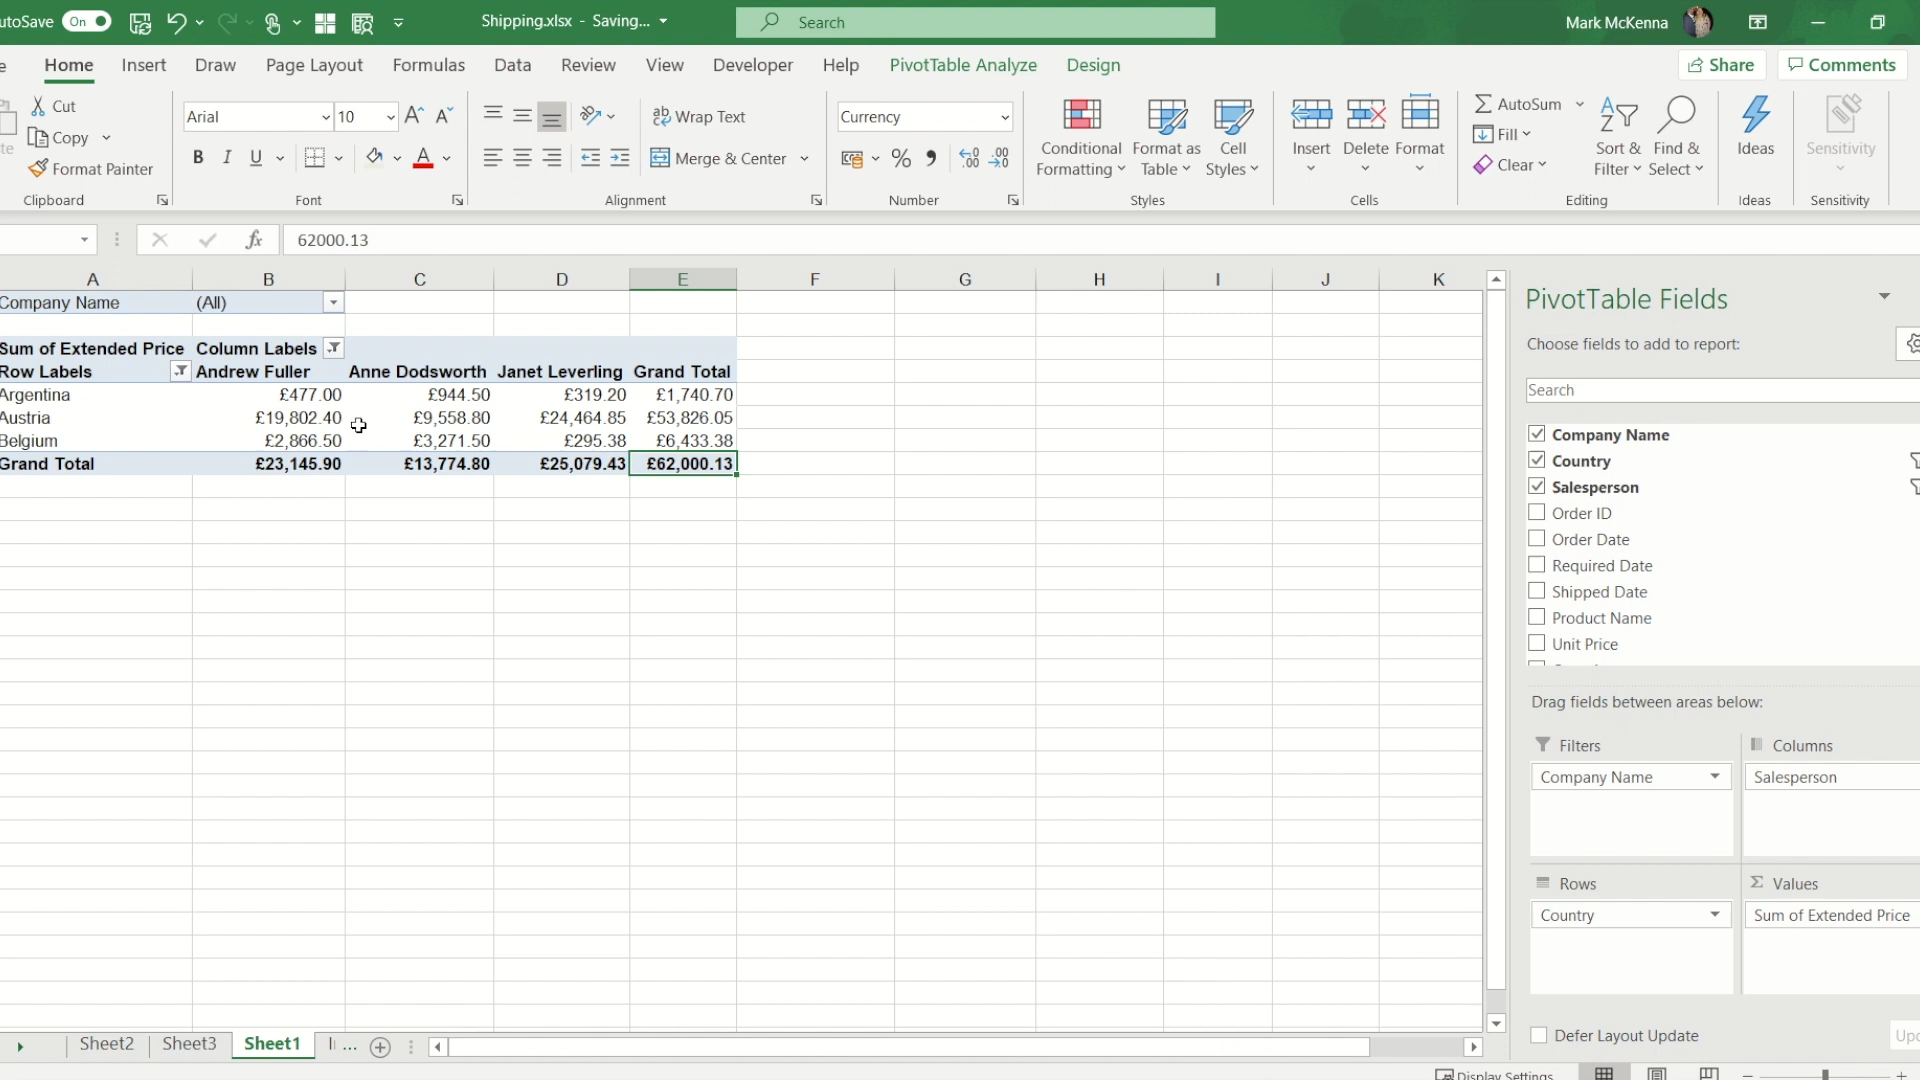 utoSave On Shipping.xlsx - Saving... Search Mark McKenna
e Home Insert Draw Page Layout Formulas Data Review View Developer Help PivotTable Analyze Design Share Comments
te Cut
Copy
Format Painter
Clipboard
Arial 10
B I U A
Font
ab Wrap Text
Merge & Center
Alignment
Currency
% .00 .00
Number
Conditional Formatting
Format as Table
Cell Styles
Styles
Insert Delete Format
Cells
AutoSum
Fill
Clear
Sort & Filter
Find & Select
Editing
Ideas
Ideas
Sensitivity
Sensitivity
fx 62000.13
A B C D E F G H I J K
Company Name (All)
Sum of Extended Price Column Labels
Row Labels Andrew Fuller Anne Dodsworth Janet Leverling Grand Total
Argentina £477.00 £944.50 £319.20 £1,740.70
Austria £19,802.40 £9,558.80 £24,464.85 £53,826.05
Belgium £2,866.50 £3,271.50 £295.38 £6,433.38
Grand Total £23,145.90 £13,774.80 £25,079.43 £62,000.13
PivotTable Fields
Choose fields to add to report:
Search
Company Name
Country
Salesperson
Order ID
Order Date
Required Date
Shipped Date
Product Name
Unit Price
Drag fields between areas below:
Filters Columns
Company Name Salesperson
Rows Σ Values
Country Sum of Extended Price
Defer Layout Update Upd
Sheet2 Sheet3 Sheet1 ...
Display Settings